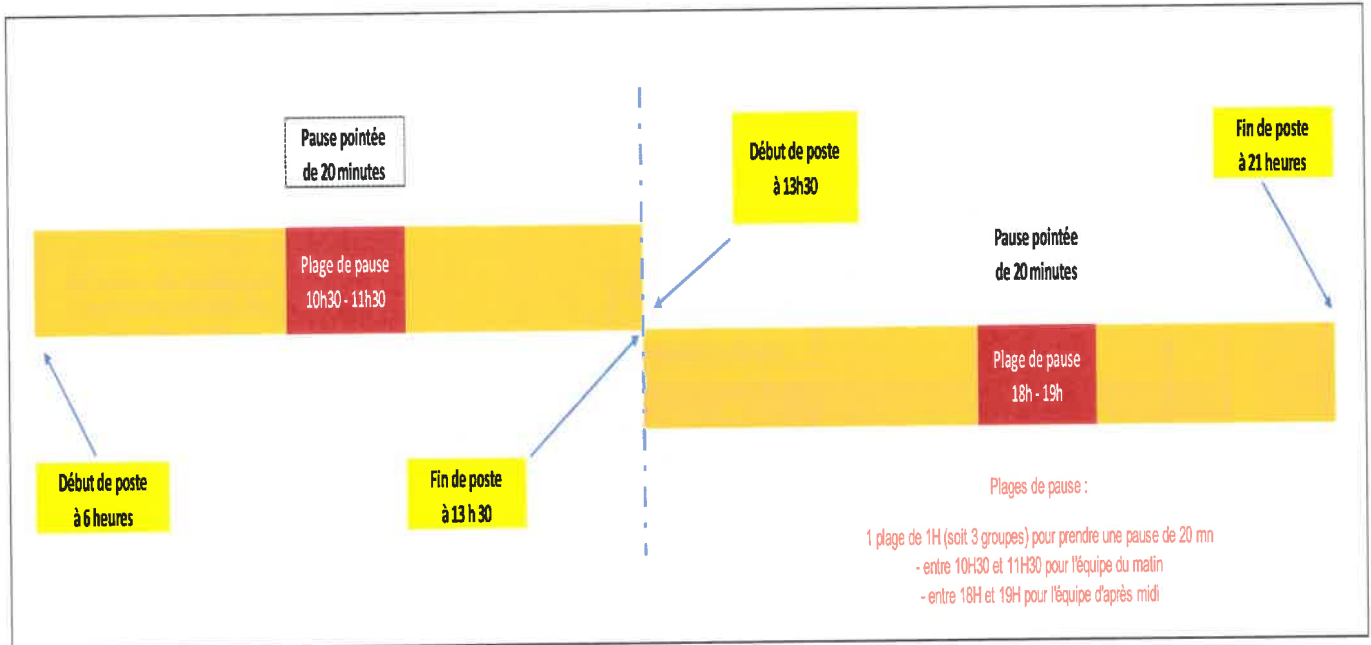 Pause pointée
de 20 minutes
Plage de pause
10h30 - 11h30
Début de poste
à 6 heures
Fin de poste
à 13 h 30
Début de poste
à 13h30
Fin de poste
à 21 heures
Pause pointée
de 20 minutes
Plage de pause
18h - 19h
Plages de pause :
1 plage de 1H (soit 3 groupes) pour prendre une pause de 20 mn
- entre 10H30 et 11H30 pour l'équipe du matin
- entre 18H et 19H pour l'équipe d'après midi